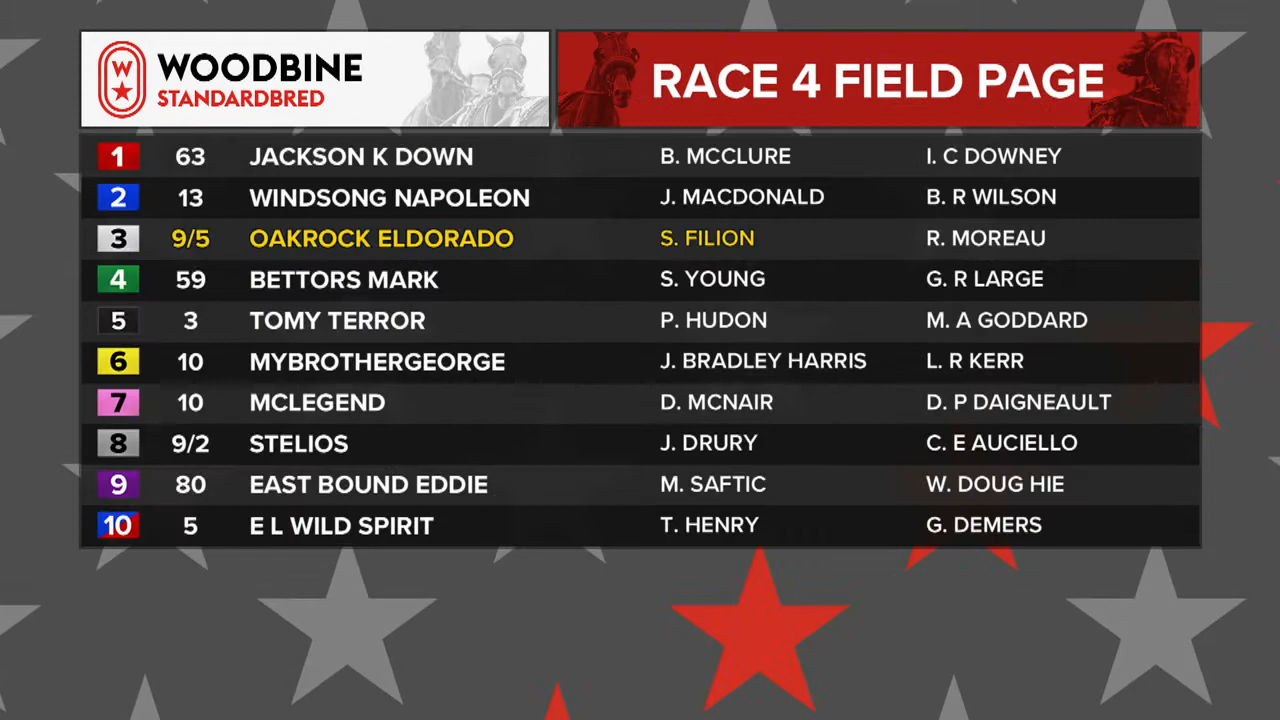 W
WOODBINE
STANDARDBRED
RACE 4 FIELD PAGE
1 63 JACKSON K DOWN B. MCCLURE I. C DOWNEY
2 13 WINDSONG NAPOLEON J. MACDONALD B. R WILSON
3 9/5 OAKROCK ELDORADO S. FILION R. MOREAU
4 59 BETTORS MARK S. YOUNG G. R LARGE
5 3 TOMY TERROR P. HUDON M. A GODDARD
6 10 MYBROTHERGEORGE J. BRADLEY HARRIS L. R KERR
7 10 MCLEGEND D. MCNAIR D. P DAIGNEAULT
8 9/2 STELIOS J. DRURY C. E AUCIELLO
9 80 EAST BOUND EDDIE M. SAFTIC W. DOUG HIE
10 5 E L WILD SPIRIT T. HENRY G. DEMERS